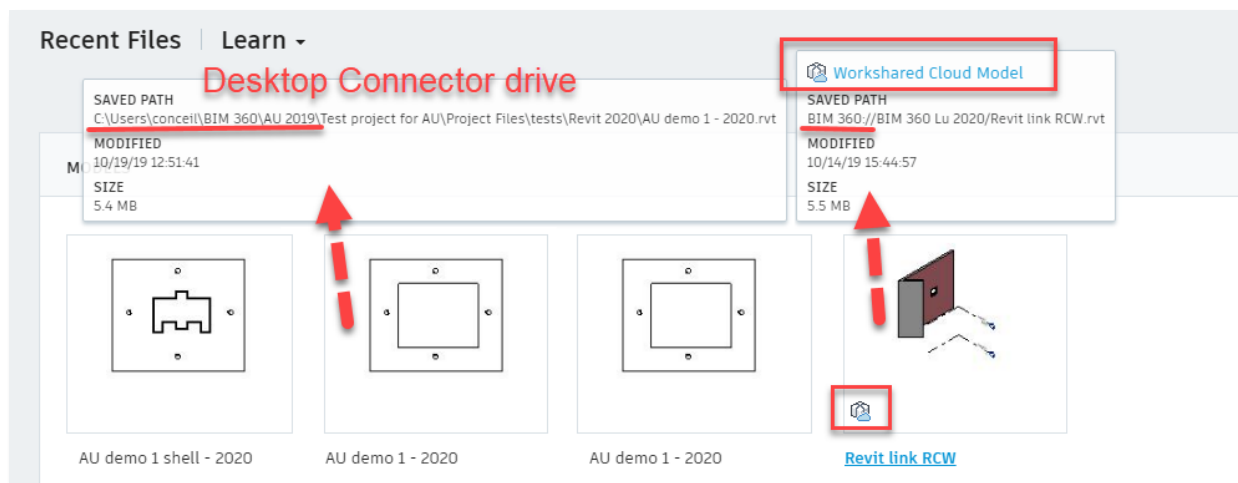 Recent Files | Learn
Desktop Connector drive
SAVED PATH
C:\Users\conceil\BIM 360\AU 2019\Test project for AU\Project Files\tests\Revit 2020\AU demo 1 - 2020.rvt
MODIFIED
10/19/19 12:51:41
SIZE
5.4 MB
Workshared Cloud Model
SAVED PATH
BIM 360://BIM 360 Lu 2020/Revit link RCW.rvt
MODIFIED
10/14/19 15:44:57
SIZE
5.5 MB
AU demo 1 shell - 2020
AU demo 1 - 2020
AU demo 1 - 2020
Revit link RCW